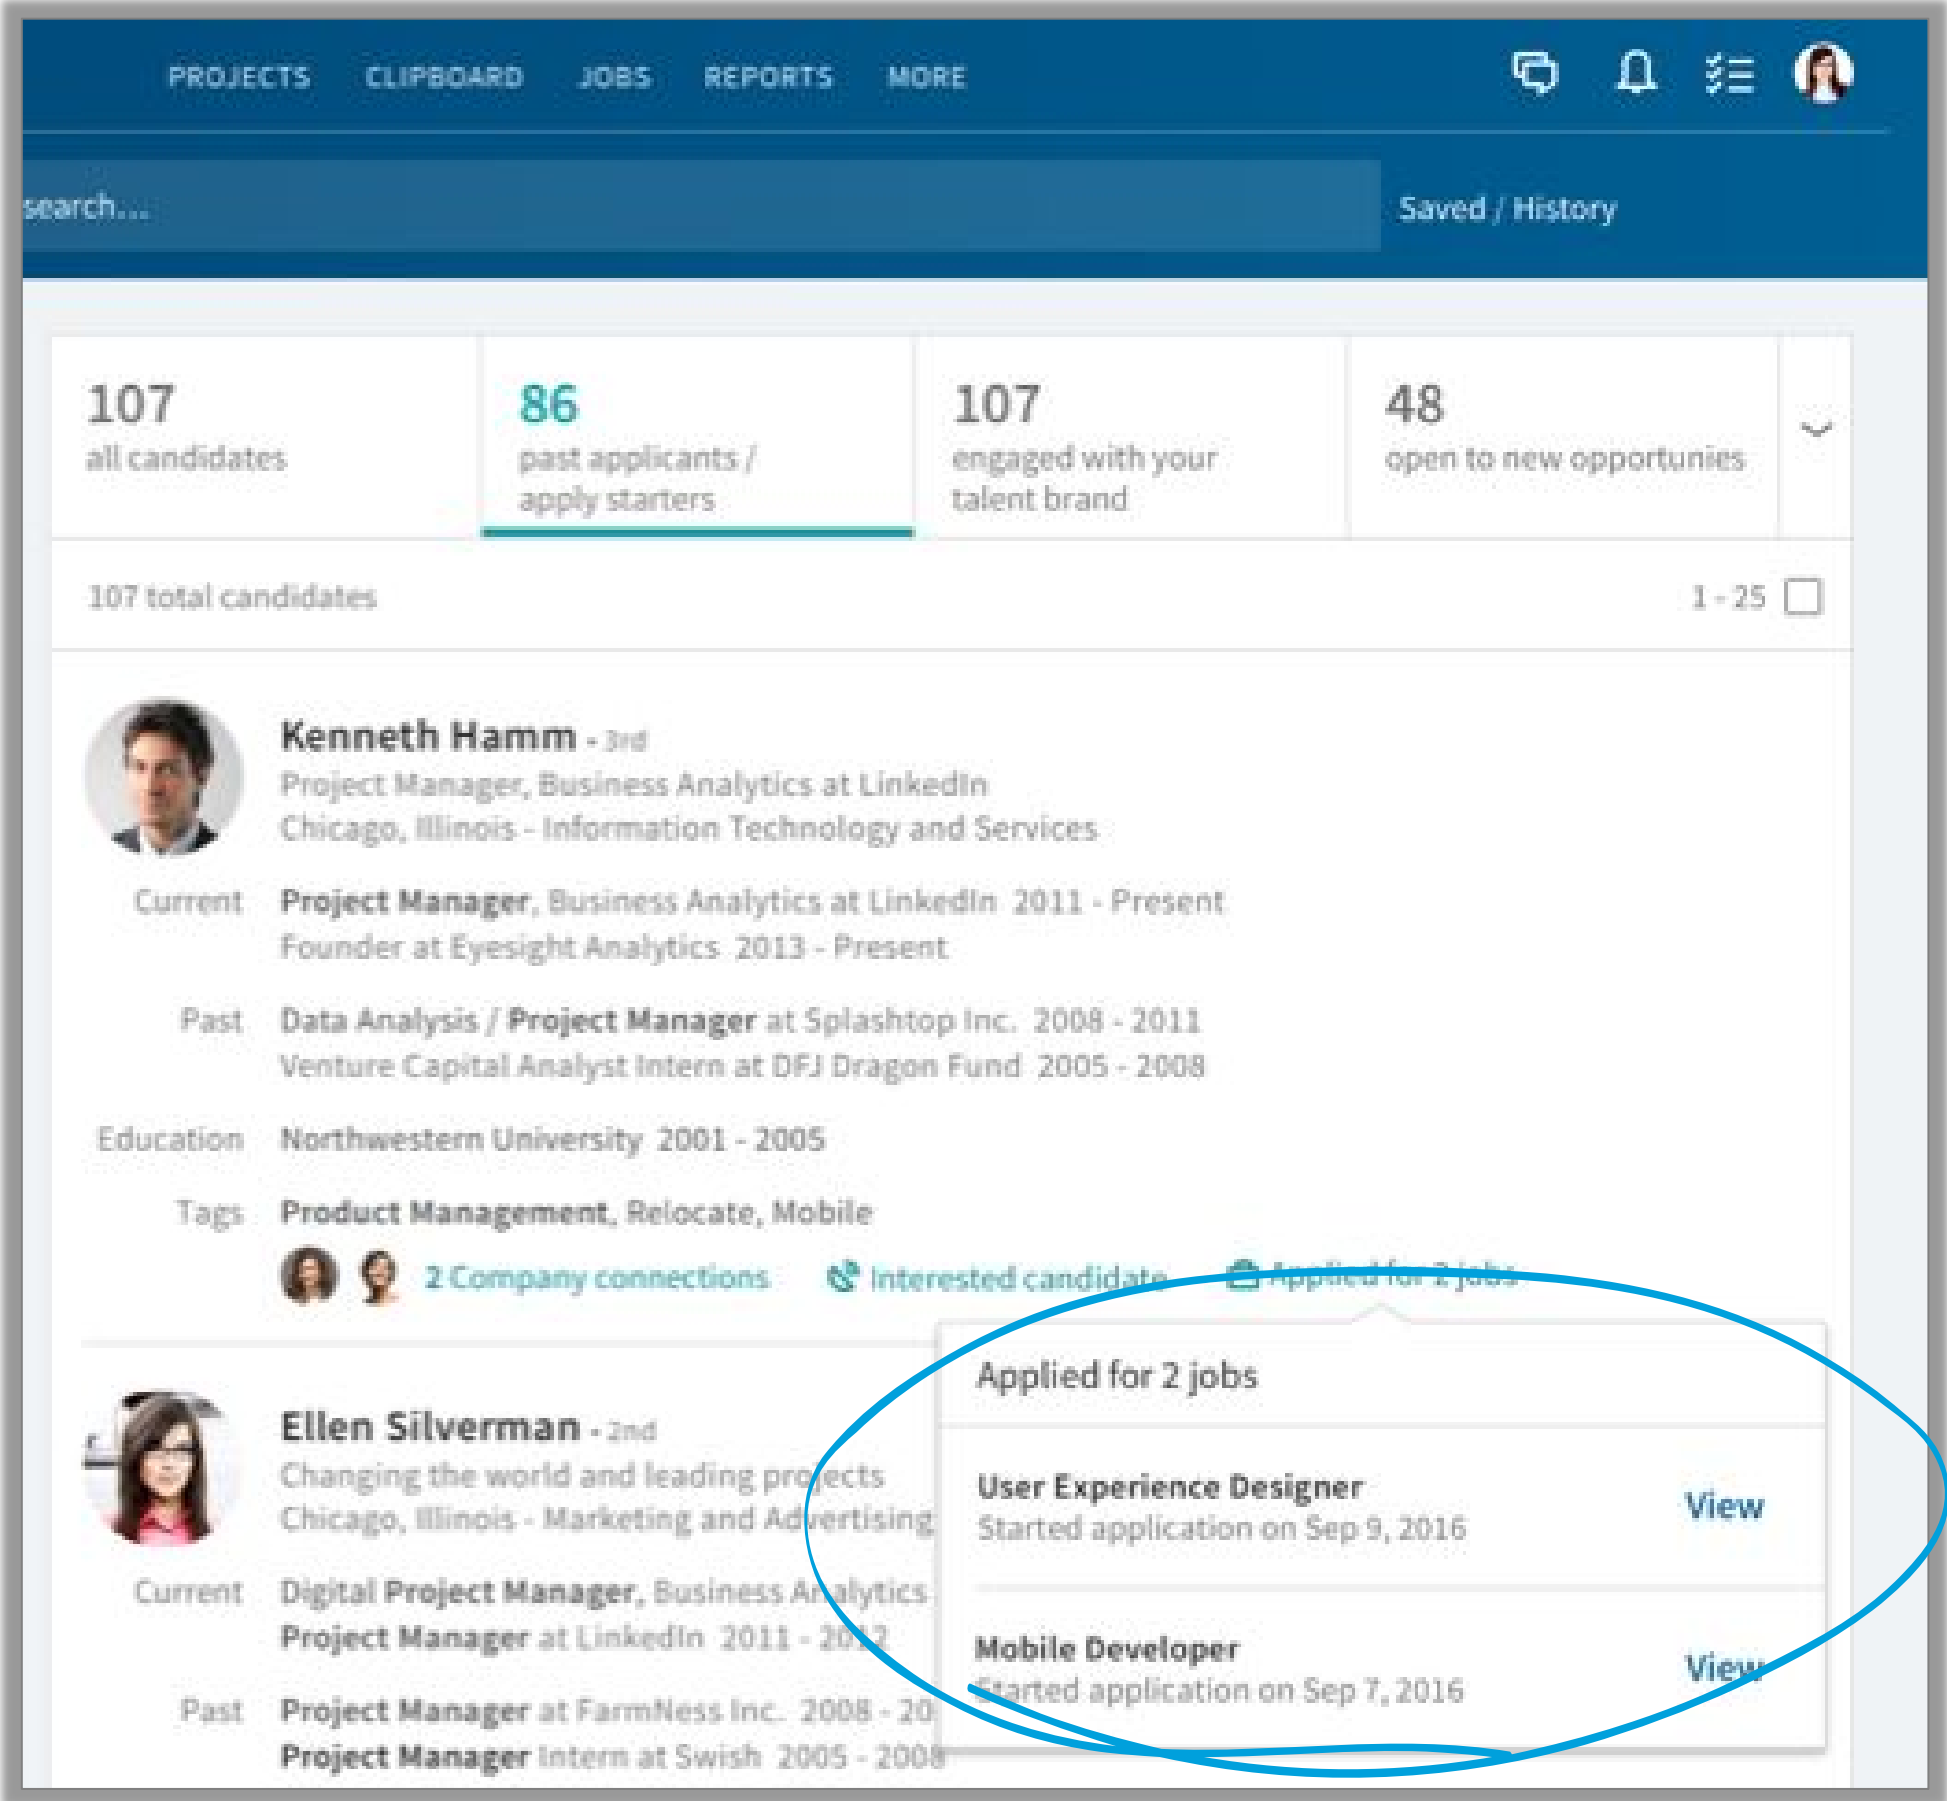 PROJECTS CLIPBOARD JOBS REPORTS MORE
search...
Saved / History
107
all candidates
86
past applicants /
apply starters
107
engaged with your
talent brand
48
open to new opportunies
107 total candidates
1 - 25
Kenneth Hamm - 3rd
Project Manager, Business Analytics at LinkedIn
Chicago, Illinois - Information Technology and Services
Current Project Manager, Business Analytics at LinkedIn 2011 - Present
Founder at Eyesight Analytics 2013 - Present
Past Data Analysis / Project Manager at Splashtop Inc. 2008 - 2011
Venture Capital Analyst Intern at DFJ Dragon Fund 2005 - 2008
Education Northwestern University 2001 - 2005
Tags Product Management, Relocate, Mobile
2 Company connections Interested candidate Applied for 2 jobs
Ellen Silverman - 2nd
Changing the world and leading projects
Chicago, Illinois - Marketing and Advertising
Current Digital Project Manager, Business Analytics
Project Manager at LinkedIn 2011 - 2012
Past Project Manager at FarmNess Inc. 2008 - 20
Project Manager Intern at Swish 2005 - 2008
Applied for 2 jobs
User Experience Designer
Started application on Sep 9, 2016
View
Mobile Developer
Started application on Sep 7, 2016
View